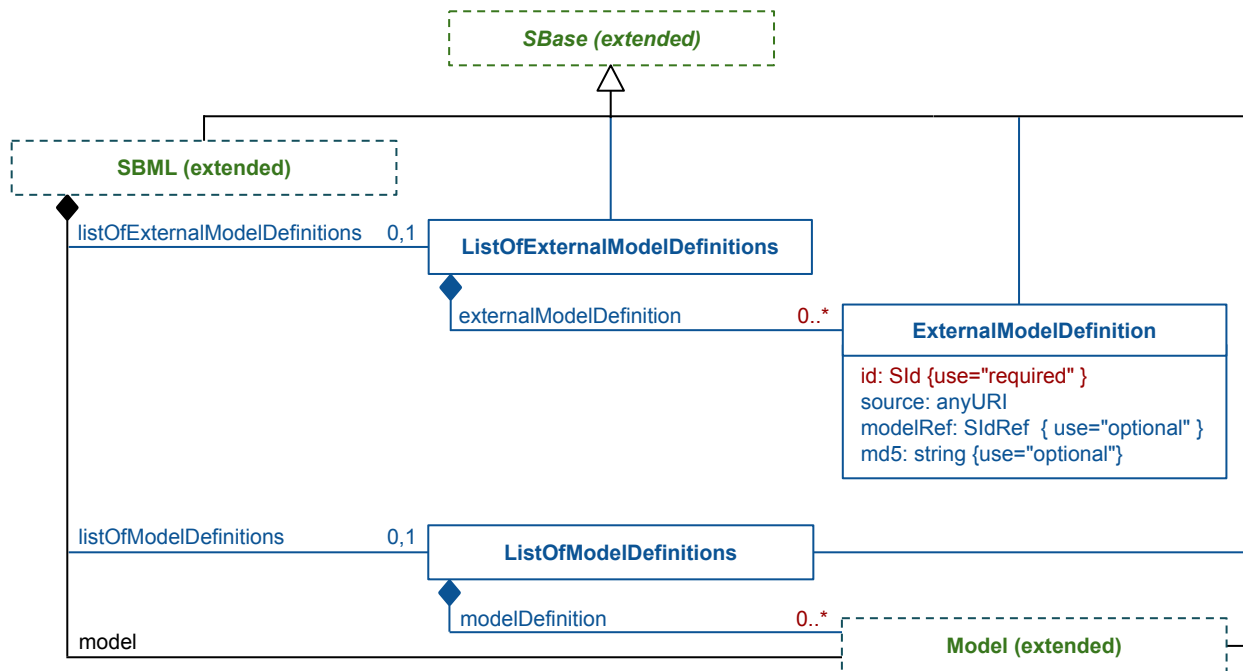 SBase (extended)
SBML (extended)
listOfExternalModelDefinitions 0,1
ListOfExternalModelDefinitions
externalModelDefinition 0..*
ExternalModelDefinition
id: SId {use="required" }
source: anyURI
modelRef: SIdRef { use="optional" }
md5: string {use="optional"}
listOfModelDefinitions 0,1
ListOfModelDefinitions
modelDefinition 0..*
model
Model (extended)